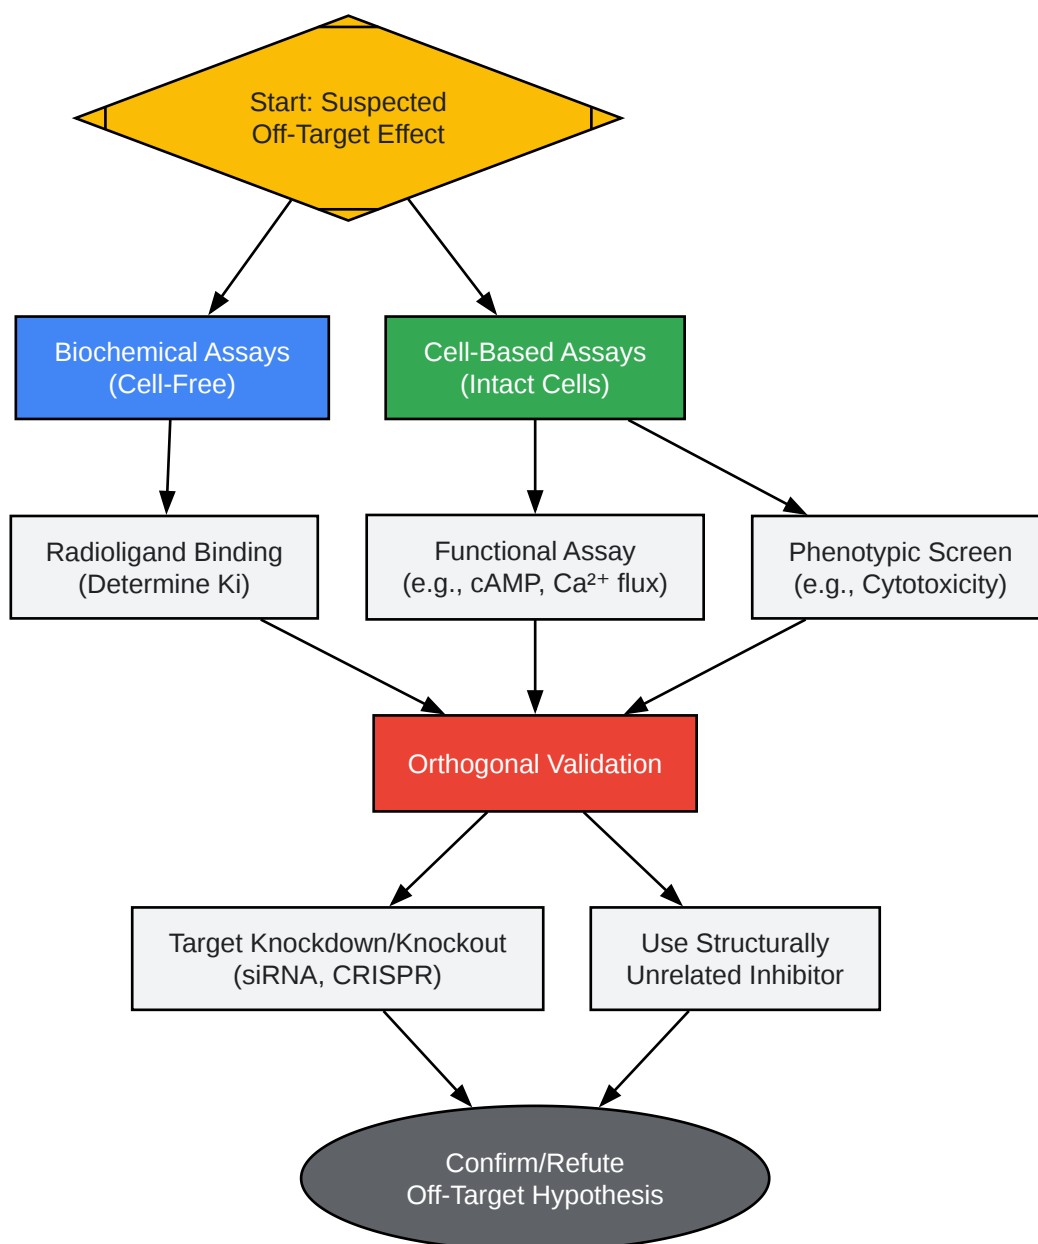 Start: Suspected
Off-Target Effect
Biochemical Assays
(Cell-Free)
Cell-Based Assays
(Intact Cells)
Radioligand Binding
(Determine Ki)
Functional Assay
(e.g., cAMP, Ca²⁺ flux)
Phenotypic Screen
(e.g., Cytotoxicity)
Orthogonal Validation
Target Knockdown/Knockout
(siRNA, CRISPR)
Use Structurally
Unrelated Inhibitor
Confirm/Refute
Off-Target Hypothesis